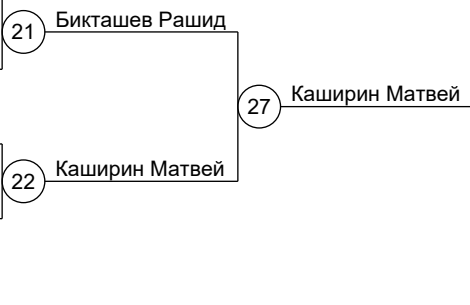 21 Бикташев Рашид
27 Каширин Матвей
22 Каширин Матвей